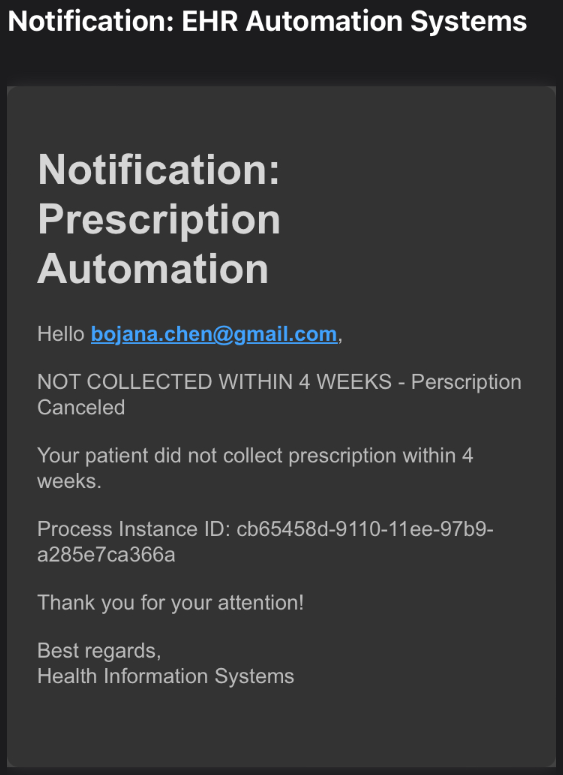 Notification: EHR Automation Systems
Notification:
Prescription
Automation
Hello bojana.chen@gmail.com,
NOT COLLECTED WITHIN 4 WEEKS - Perscription
Canceled
Your patient did not collect prescription within 4
weeks.
Process Instance ID: cb65458d-9110-11ee-97b9-
a285e7ca366a
Thank you for your attention!
Best regards,
Health Information Systems